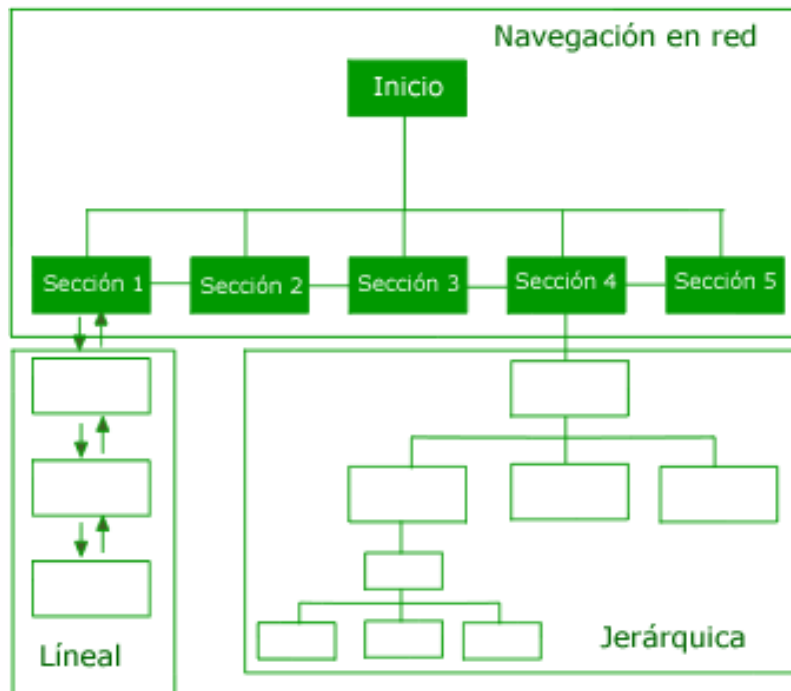 Navegación en red
Inicio
Sección 1
Sección 2
Sección 3
Sección 4
Sección 5
Líneal
Jerárquica